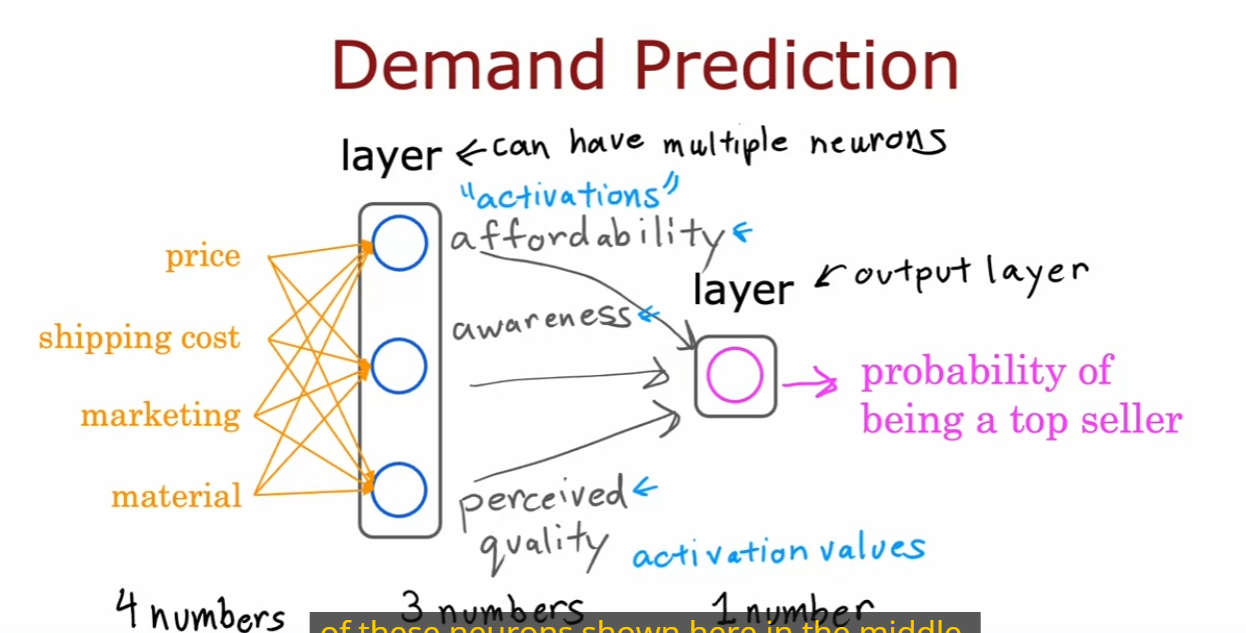 Demand Prediction
layer ← can have multiple neurons
"activations"
affordability
price
layer ← output layer
awareness
shipping cost
probability of
being a top seller
marketing
material
perceived
quality
activation values
4 numbers
3 numbers
1 number
of these neurons shown here in the middle